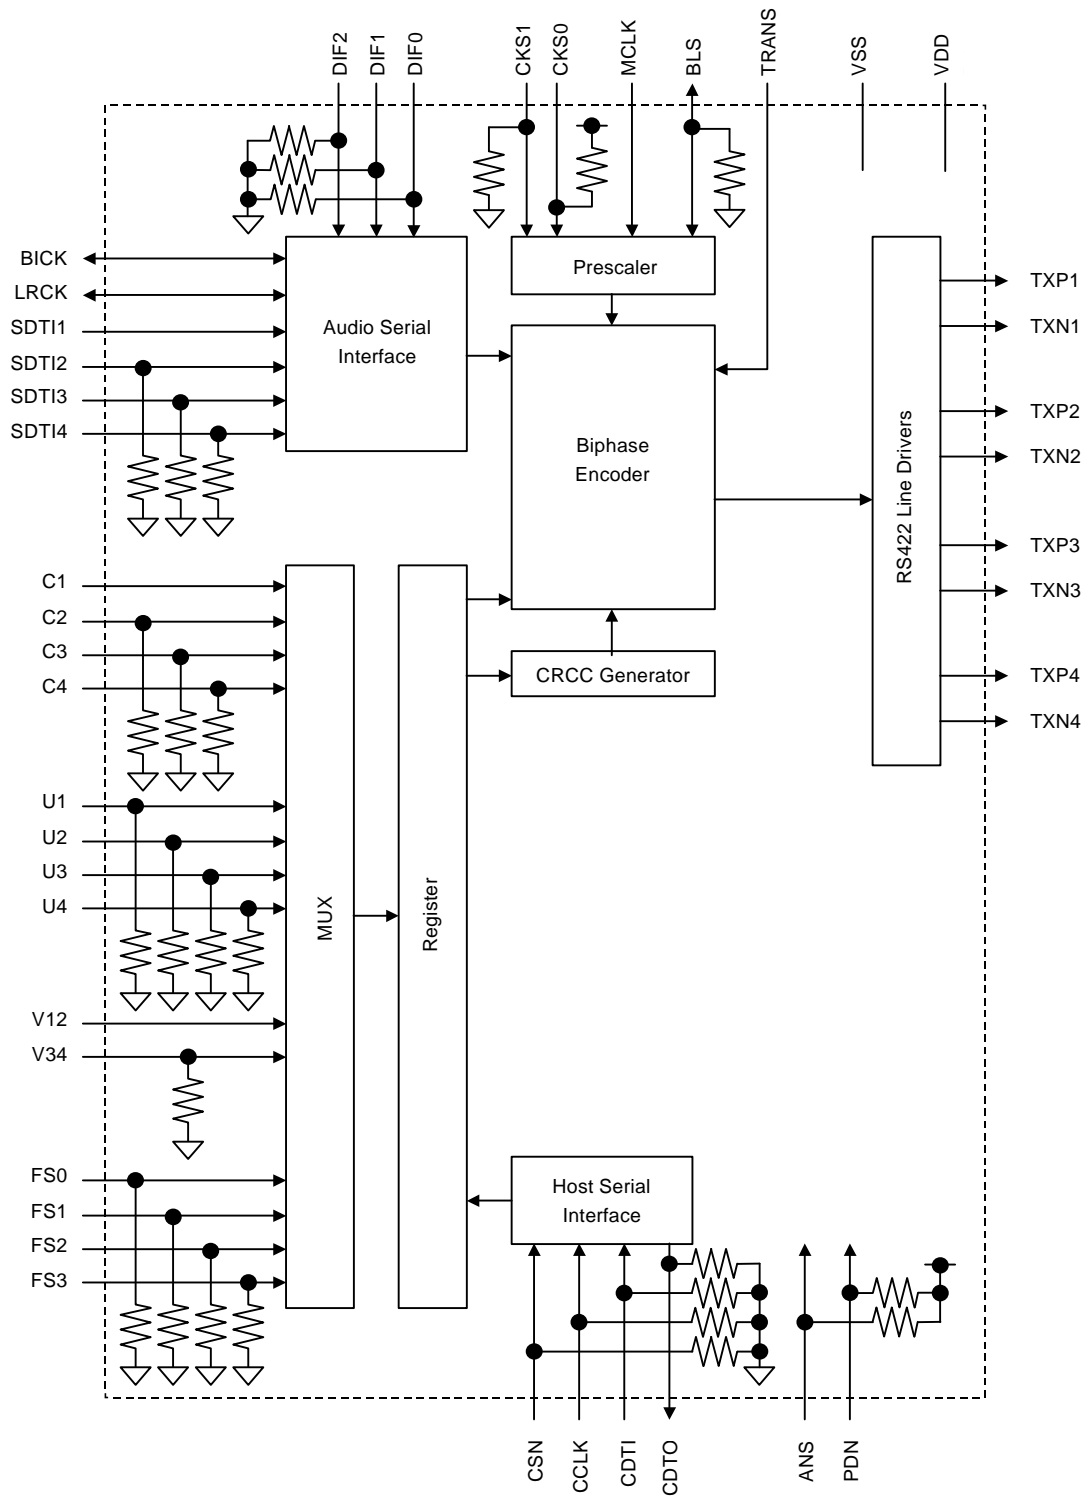 DIF2
DIF1
DIF0
CKS1
CKS0
MCLK
BLS
TRANS
VSS
VDD
BICK
LRCK
SDTI1
SDTI2
SDTI3
SDTI4
Audio Serial
Interface
Prescaler
Biphase
Encoder
CRCC Generator
RS422 Line Drivers
TXP1
TXN1
TXP2
TXN2
TXP3
TXN3
TXP4
TXN4
C1
C2
C3
C4
U1
U2
U3
U4
V12
V34
FS0
FS1
FS2
FS3
MUX
Register
Host Serial
Interface
CSN
CCLK
CDTI
CDTO
ANS
PDN